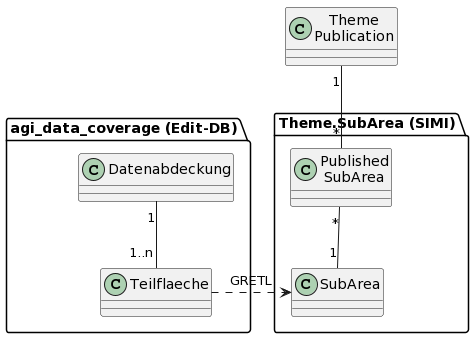 C Theme
Publication
1
agi_data_coverage (Edit-DB)
Theme.SubArea (SIMI)
*
C Datenabdeckung
C Published
SubArea
1
*
1..n
1
GRETL
C Teilflaeche
C SubArea